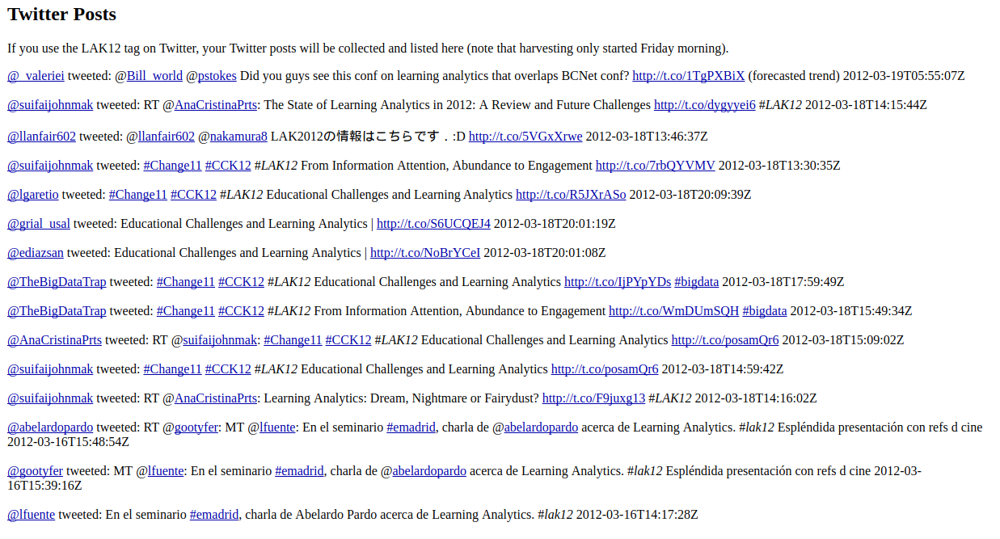 Twitter Posts
If you use the LAK12 tag on Twitter, your Twitter posts will be collected and listed here (note that harvesting only started Friday morning).
@_valeriei tweeted: @Bill_world @pstokes Did you guys see this conf on learning analytics that overlaps BCNet conf? http://t.co/1TgPXBiX (forecasted trend) 2012-03-19T05:55:07Z
@suifaijohnmak tweeted: RT @AnaCristinaPrts: The State of Learning Analytics in 2012: A Review and Future Challenges http://t.co/dygyyei6 #LAK12 2012-03-18T14:15:44Z
@llanfair602 tweeted: @llanfair602 @nakamura8 LAK2012の情報はこちらです．:D http://t.co/5VGxXrwe 2012-03-18T13:46:37Z
@suifaijohnmak tweeted: #Change11 #CCK12 #LAK12 From Information Attention, Abundance to Engagement http://t.co/7rbQYVMV 2012-03-18T13:30:35Z
@lgaretio tweeted: #Change11 #CCK12 #LAK12 Educational Challenges and Learning Analytics http://t.co/R5JXrASo 2012-03-18T20:09:39Z
@grial_usal tweeted: Educational Challenges and Learning Analytics | http://t.co/S6UCQEJ4 2012-03-18T20:01:19Z
@ediazsan tweeted: Educational Challenges and Learning Analytics | http://t.co/NoBrYCeI 2012-03-18T20:01:08Z
@TheBigDataTrap tweeted: #Change11 #CCK12 #LAK12 Educational Challenges and Learning Analytics http://t.co/IjPYpYDs #bigdata 2012-03-18T17:59:49Z
@TheBigDataTrap tweeted: #Change11 #CCK12 #LAK12 From Information Attention, Abundance to Engagement http://t.co/WmDUmSQH #bigdata 2012-03-18T15:49:34Z
@AnaCristinaPrts tweeted: RT @suifaijohnmak: #Change11 #CCK12 #LAK12 Educational Challenges and Learning Analytics http://t.co/posamQr6 2012-03-18T15:09:02Z
@suifaijohnmak tweeted: #Change11 #CCK12 #LAK12 Educational Challenges and Learning Analytics http://t.co/posamQr6 2012-03-18T14:59:42Z
@suifaijohnmak tweeted: RT @AnaCristinaPrts: Learning Analytics: Dream, Nightmare or Fairydust? http://t.co/F9juxg13 #LAK12 2012-03-18T14:16:02Z
@abelardopardo tweeted: RT @gootyfer: MT @lfuente: En el seminario #emadrid, charla de @abelardopardo acerca de Learning Analytics. #lak12 Espléndida presentación con refs d cine
2012-03-16T15:48:54Z
@gootyfer tweeted: MT @lfuente: En el seminario #emadrid, charla de @abelardopardo acerca de Learning Analytics. #lak12 Espléndida presentación con refs d cine 2012-03-
16T15:39:16Z
@lfuente tweeted: En el seminario #emadrid, charla de Abelardo Pardo acerca de Learning Analytics. #lak12 2012-03-16T14:17:28Z